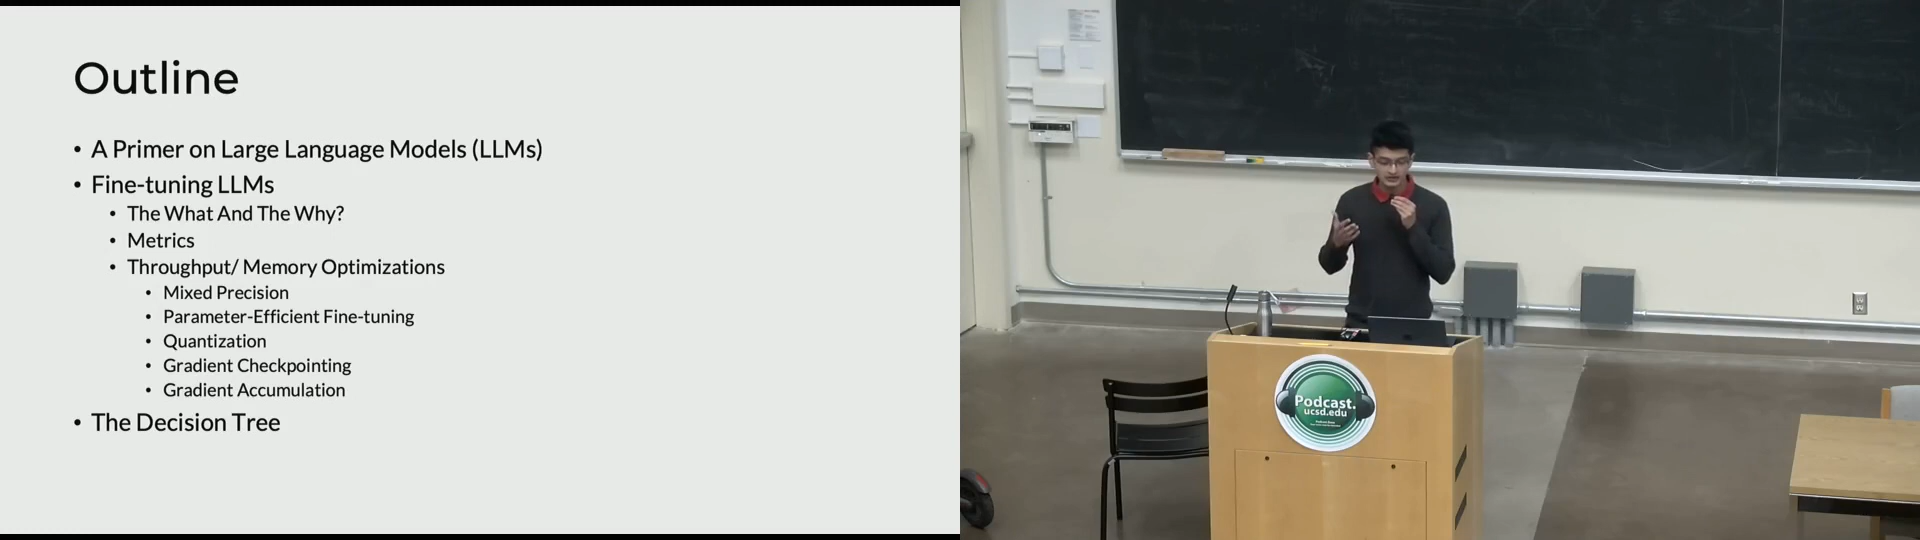 Outline
• A Primer on Large Language Models (LLMs)
• Fine-tuning LLMs
• The What And The Why?
• Metrics
• Throughput/ Memory Optimizations
• Mixed Precision
• Parameter-Efficient Fine-tuning
• Quantization
• Gradient Checkpointing
• Gradient Accumulation
• The Decision Tree
Podcast.
ucsd.edu